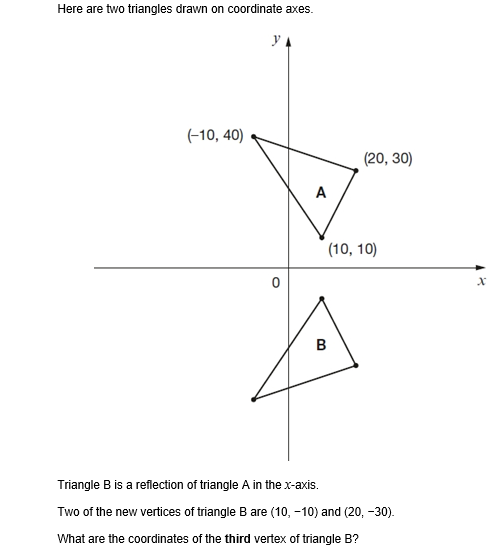 Here are two triangles drawn on coordinate axes.
y
(−10, 40)
(20, 30)
A
(10, 10)
0
x
B
Triangle B is a reflection of triangle A in the x-axis.
Two of the new vertices of triangle B are (10, −10) and (20, −30).
What are the coordinates of the third vertex of triangle B?